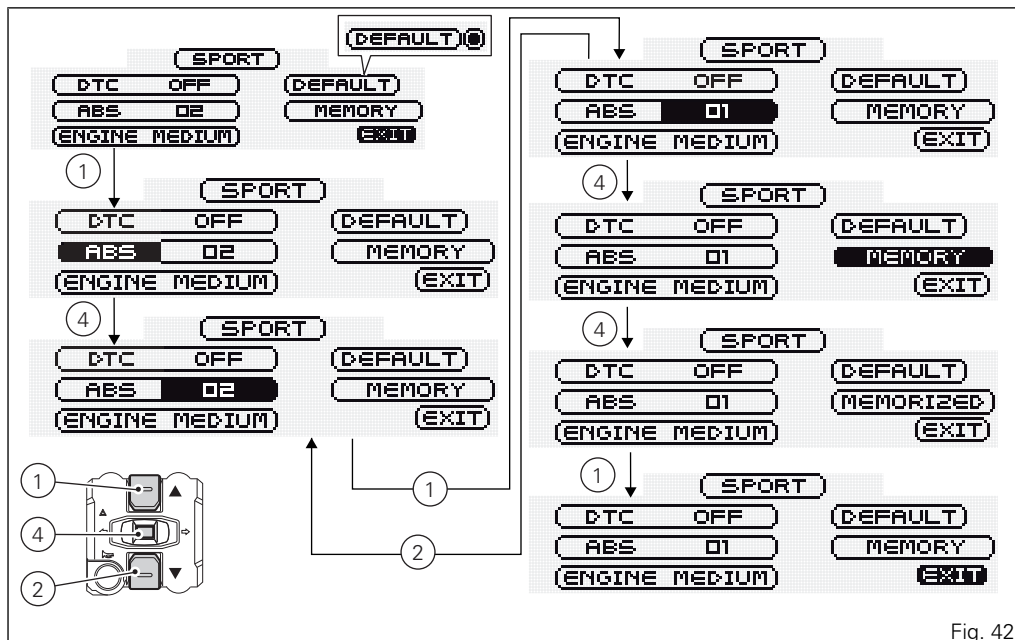 DEFAULT
SPORT
DTC OFF DEFAULT
ABS 02 MEMORY
ENGINE MEDIUM EXIT
1
SPORT
DTC OFF DEFAULT
ABS 02 MEMORY
ENGINE MEDIUM EXIT
4
SPORT
DTC OFF DEFAULT
ABS 02 MEMORY
ENGINE MEDIUM EXIT
1
4
2
1
2
SPORT
DTC OFF DEFAULT
ABS 01 MEMORY
ENGINE MEDIUM EXIT
4
SPORT
DTC OFF DEFAULT
ABS 01 MEMORY
ENGINE MEDIUM EXIT
4
SPORT
DTC OFF DEFAULT
ABS 01 MEMORIZED
ENGINE MEDIUM EXIT
1
SPORT
DTC OFF DEFAULT
ABS 01 MEMORY
ENGINE MEDIUM EXIT
Fig. 42